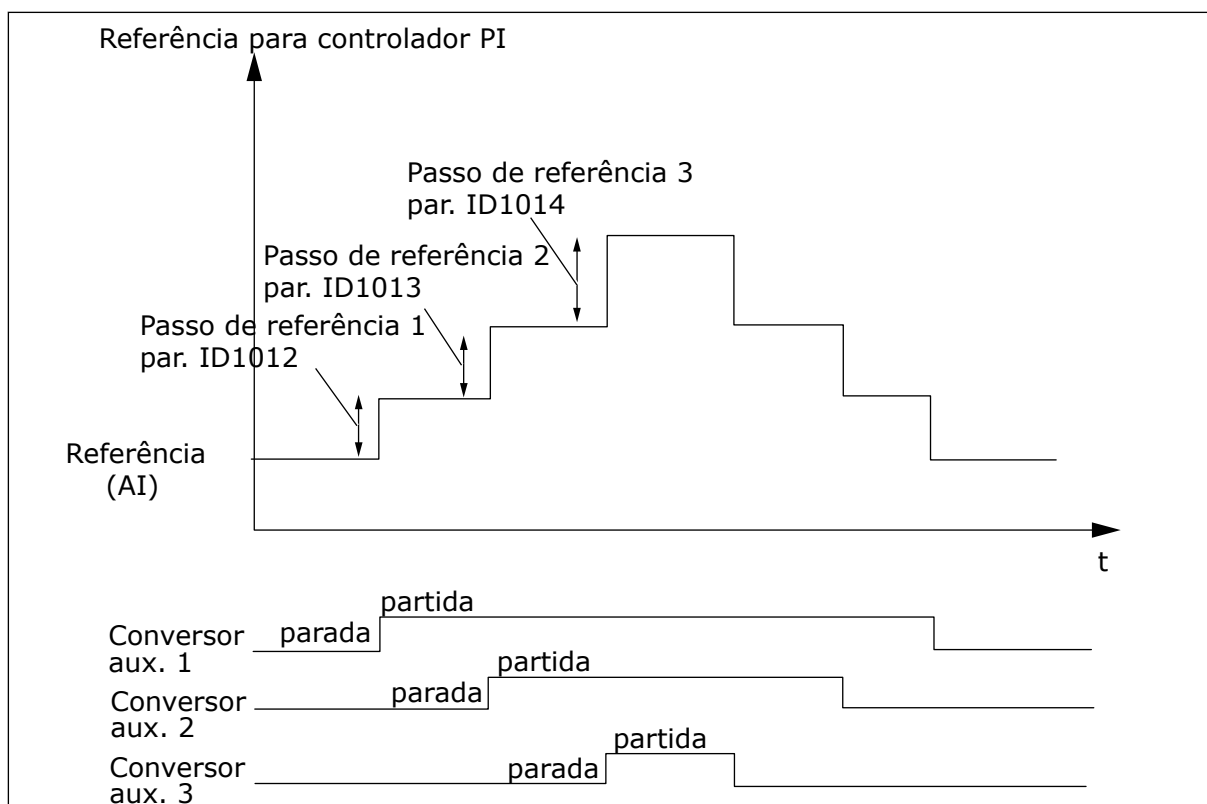 Referência para controlador PI
Passo de referência 3
par. ID1014
Passo de referência 2
par. ID1013
Passo de referência 1
par. ID1012
Referência
(AI)
t
partida
parada
Conversor
aux. 1
partida
parada
Conversor
aux. 2
partida
parada
Conversor
aux. 3